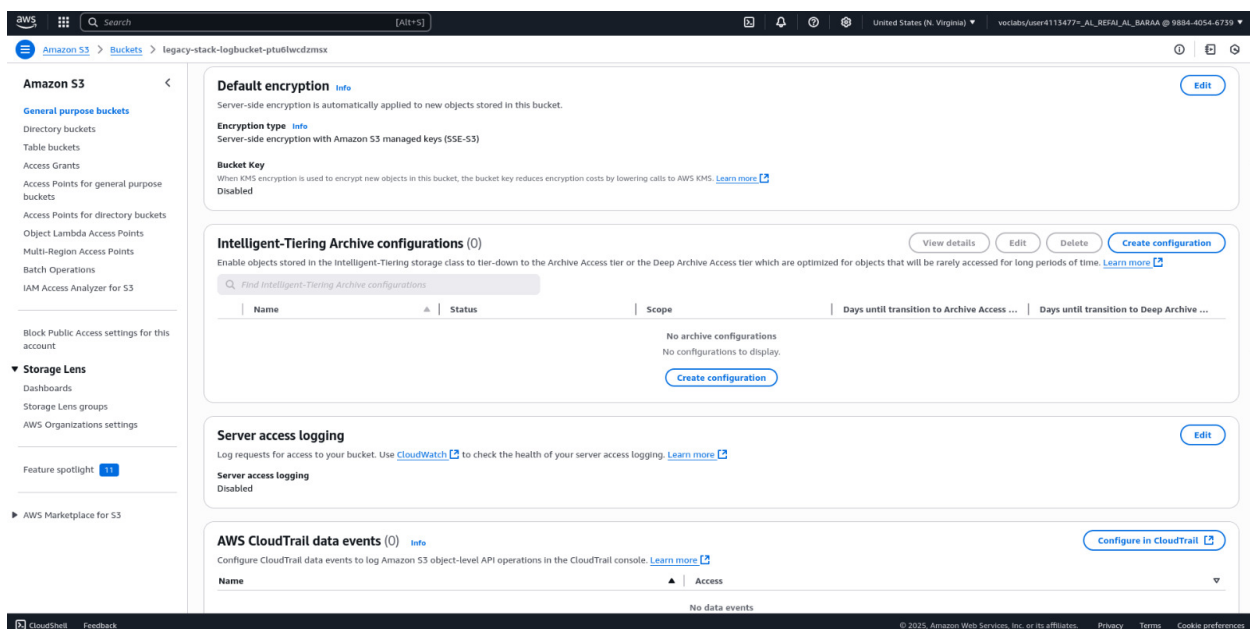 aws
Search
[Alt+S]
United States (N. Virginia) ▼
voclabs/user4113477=_AL_REFAI_AL_BARAA @ 9884-4054-6739 ▼
Amazon S3 > Buckets > legacy-stack-logbucket-ptu6lwcdzmsx
Amazon S3
General purpose buckets
Directory buckets
Table buckets
Access Grants
Access Points for general purpose
buckets
Access Points for directory buckets
Object Lambda Access Points
Multi-Region Access Points
Batch Operations
IAM Access Analyzer for S3
Block Public Access settings for this
account
Storage Lens
Dashboards
Storage Lens groups
AWS Organizations settings
Feature spotlight 11
AWS Marketplace for S3
Default encryption Info
Edit
Server-side encryption is automatically applied to new objects stored in this bucket.
Encryption type Info
Server-side encryption with Amazon S3 managed keys (SSE-S3)
Bucket Key
When KMS encryption is used to encrypt new objects in this bucket, the bucket key reduces encryption costs by lowering calls to AWS KMS. Learn more
Disabled
Intelligent-Tiering Archive configurations (0)
View details Edit Delete Create configuration
Enable objects stored in the Intelligent-Tiering storage class to tier-down to the Archive Access tier or the Deep Archive Access tier which are optimized for objects that will be rarely accessed for long periods of time. Learn more
Find Intelligent-Tiering Archive configurations
Name Status Scope Days until transition to Archive Access ... Days until transition to Deep Archive ...
No archive configurations
No configurations to display.
Create configuration
Server access logging
Edit
Log requests for access to your bucket. Use CloudWatch to check the health of your server access logging. Learn more
Server access logging
Disabled
AWS CloudTrail data events (0) Info
Configure in CloudTrail
Configure CloudTrail data events to log Amazon S3 object-level API operations in the CloudTrail console. Learn more
Name Access
No data events
CloudShell Feedback
© 2025, Amazon Web Services, Inc. or its affiliates. Privacy Terms Cookie preferences